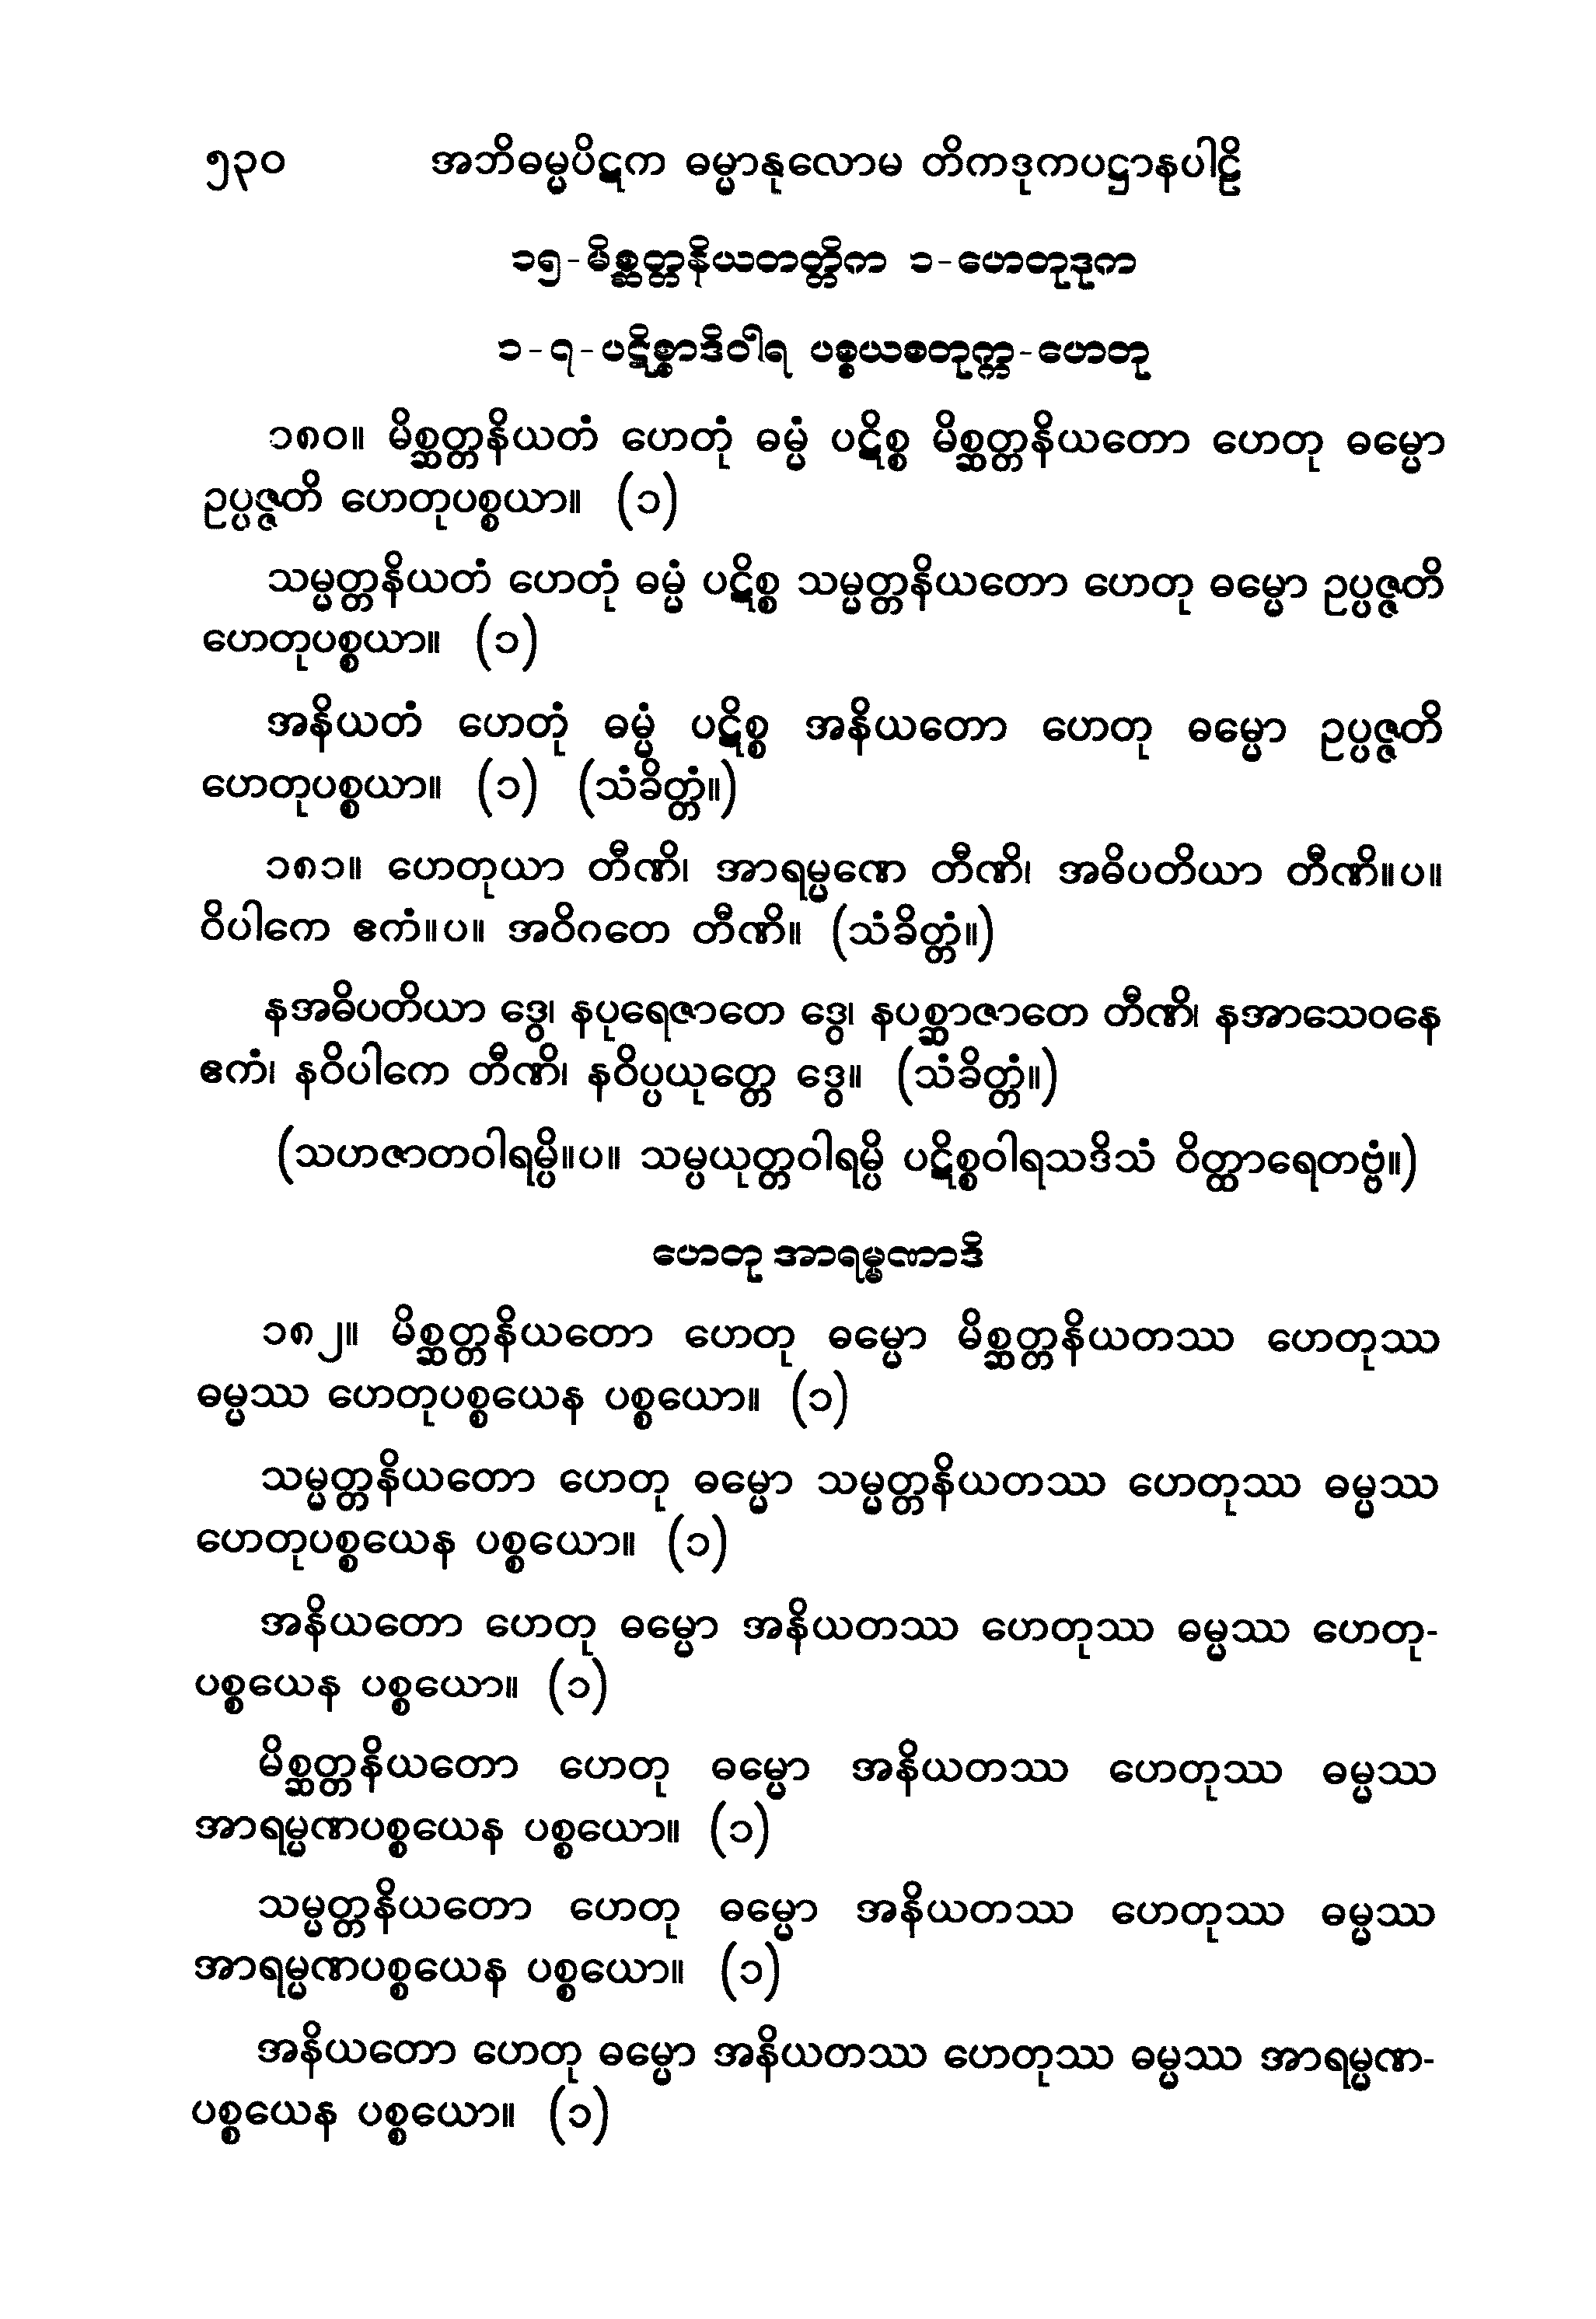 ၅၃၀ အဘိဓမ္မပိဋက ဓမ္မာနုလောမ တိကဒုကပဋ္ဌာနပါဠိ
၁၅-မိစ္ဆတ္တနိယတတ္တိက ၁-ဟေတုဒုက
၁-၇-ပဋိစ္စာဒိဝါရ ပစ္စယစတုက္က-ဟေတု
၁၈၀။ မိစ္ဆတ္တနိယတံ ဟေတုံ ဓမ္မံ ပဋိစ္စ မိစ္ဆတ္တနိယတော ဟေတု ဓမ္မော
ဥပ္ပဇ္ဇတိ ဟေတုပစ္စယာ။ (၁)
သမ္မတ္တနိယတံ ဟေတုံ ဓမ္မံ ပဋိစ္စ သမ္မတ္တနိယတော ဟေတု ဓမ္မော ဥပ္ပဇ္ဇတိ
ဟေတုပစ္စယာ။ (၁)
အနိယတံ ဟေတုံ ဓမ္မံ ပဋိစ္စ အနိယတော ဟေတု ဓမ္မော ဥပ္ပဇ္ဇတိ
ဟေတုပစ္စယာ။ (၁) (သံခိတ္တံ။)
၁၈၁။ ဟေတုယာ တီဏိ၊ အာရမ္မဏေ တီဏိ၊ အဓိပတိယာ တီဏိ။ပ။
ဝိပါကေ ဧကံ။ပ။ အဝိဂတေ တီဏိ။ (သံခိတ္တံ။)
နအဓိပတိယာ ဒွေ၊ နပုရေဇာတေ ဒွေ၊ နပစ္ဆာဇာတေ တီဏိ၊ နအာသေဝနေ
ဧကံ၊ နဝိပါကေ တီဏိ၊ နဝိပ္ပယုတ္တေ ဒွေ။ (သံခိတ္တံ။)
(သဟဇာတဝါရမ္ပိ။ပ။ သမ္ပယုတ္တဝါရမ္ပိ ပဋိစ္စဝါရသဒိသံ ဝိတ္ထာရေတဗ္ဗံ။)
ဟေတု အာရမ္မဏာဒိ
၁၈၂။ မိစ္ဆတ္တနိယတော ဟေတု ဓမ္မော မိစ္ဆတ္တနိယတဿ ဟေတုဿ
ဓမ္မဿ ဟေတုပစ္စယေန ပစ္စယော။ (၁)
သမ္မတ္တနိယတော ဟေတု ဓမ္မော သမ္မတ္တနိယတဿ ဟေတုဿ ဓမ္မဿ
ဟေတုပစ္စယေန ပစ္စယော။ (၁)
အနိယတော ဟေတု ဓမ္မော အနိယတဿ ဟေတုဿ ဓမ္မဿ ဟေတု-
ပစ္စယေန ပစ္စယော။ (၁)
မိစ္ဆတ္တနိယတော ဟေတု ဓမ္မော အနိယတဿ ဟေတုဿ ဓမ္မဿ
အာရမ္မဏပစ္စယေန ပစ္စယော။ (၁)
သမ္မတ္တနိယတော ဟေတု ဓမ္မော အနိယတဿ ဟေတုဿ ဓမ္မဿ
အာရမ္မဏပစ္စယေန ပစ္စယော။ (၁)
အနိယတော ဟေတု ဓမ္မော အနိယတဿ ဟေတုဿ ဓမ္မဿ အာရမ္မဏ-
ပစ္စယေန ပစ္စယော။ (၁)